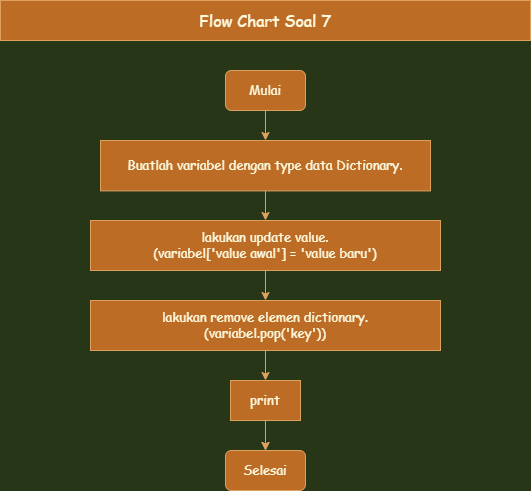 Flow Chart Soal 7
Mulai
Buatlah variabel dengan type data Dictionary.
lakukan update value.
(variabel['value awal'] = 'value baru')
lakukan remove elemen dictionary.
(variabel.pop('key'))
print
Selesai